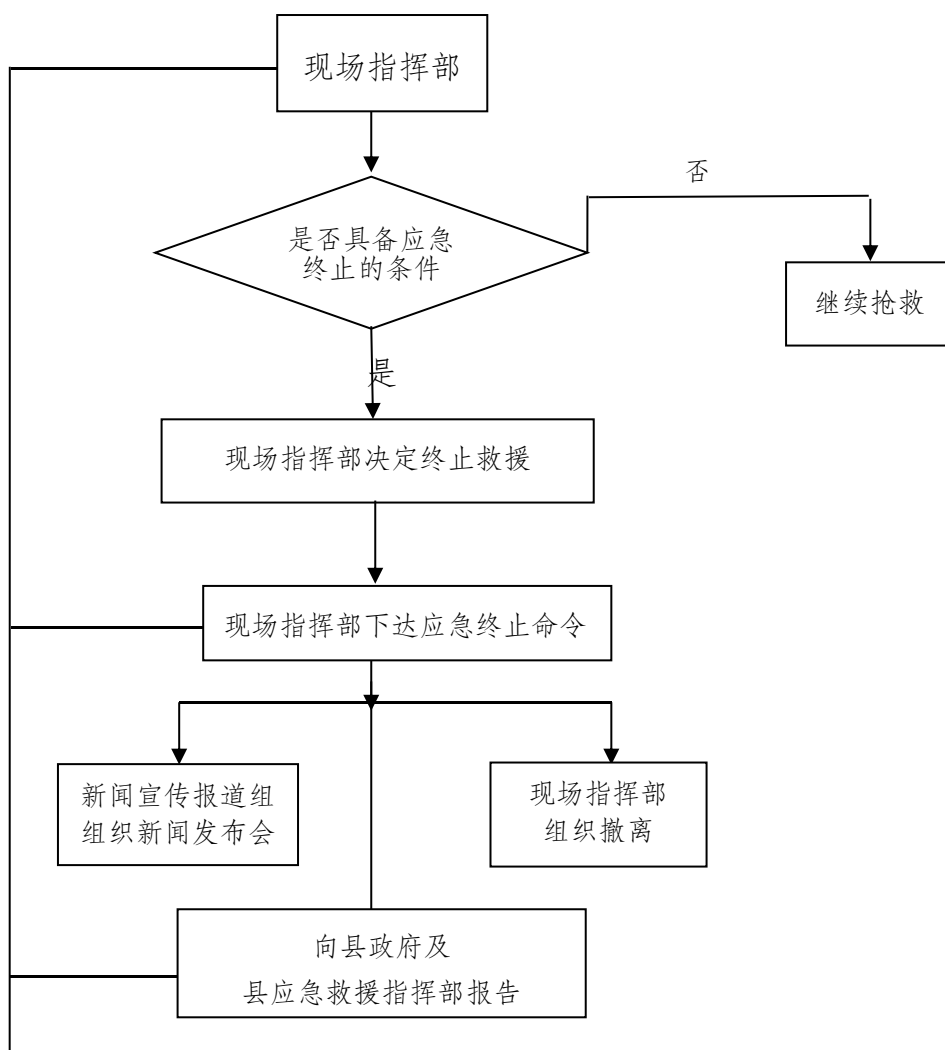 现场指挥部
否
是否具备应急
终止的条件
继续抢救
是
现场指挥部决定终止救援
现场指挥部下达应急终止命令
新闻宣传报道组
组织新闻发布会
现场指挥部
组织撤离
向县政府及
县应急救援指挥部报告